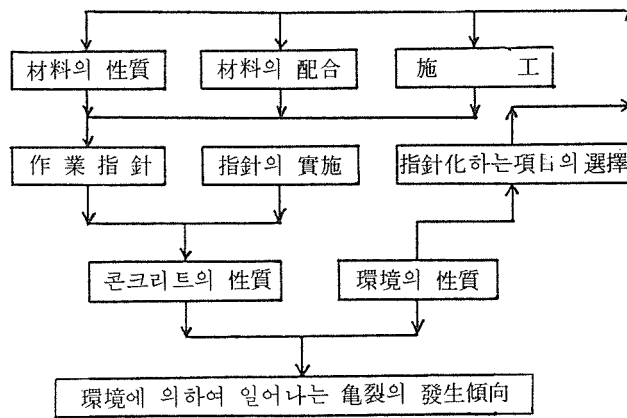 材料의 性質
材料의 配合
施 工
作業指針
指針의 實施
指針化하는項目의選擇
콘크리트의 性質
環境의 性質
環境에 의하여 일어나는 亀裂의 發生傾向